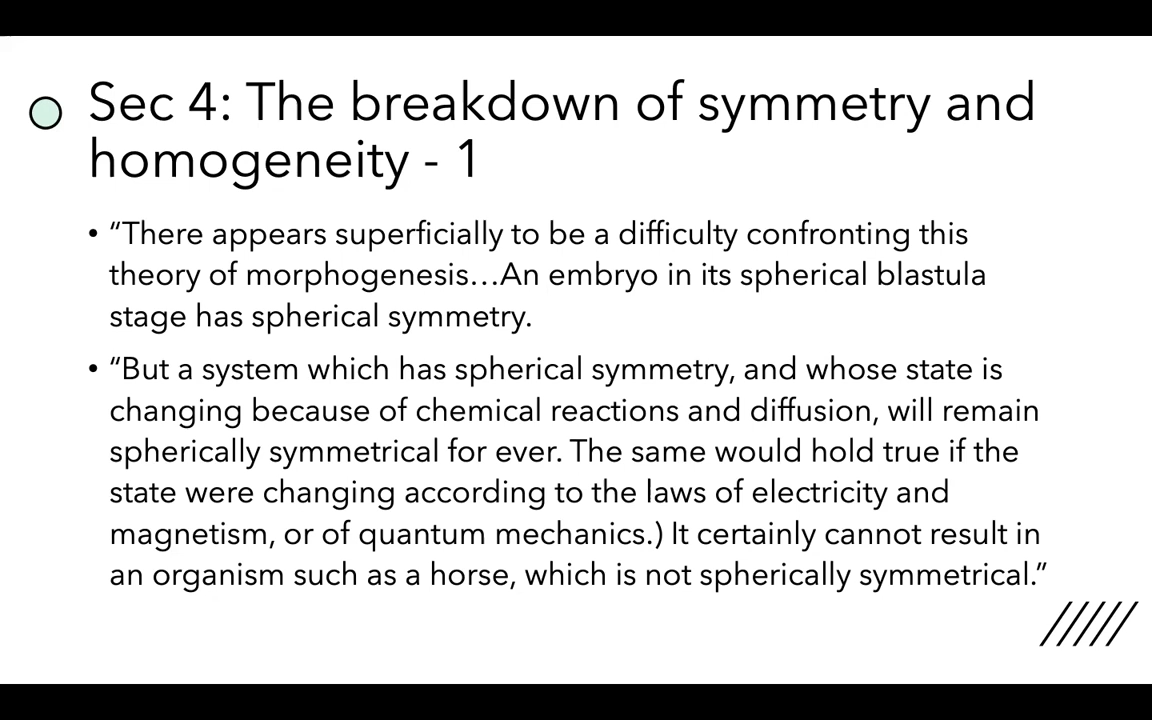 Sec 4: The breakdown of symmetry and
homogeneity - 1
• “There appears superficially to be a difficulty confronting this
theory of morphogenesis…An embryo in its spherical blastula
stage has spherical symmetry.
• “But a system which has spherical symmetry, and whose state is
changing because of chemical reactions and diffusion, will remain
spherically symmetrical for ever. The same would hold true if the
state were changing according to the laws of electricity and
magnetism, or of quantum mechanics.) It certainly cannot result in
an organism such as a horse, which is not spherically symmetrical.”